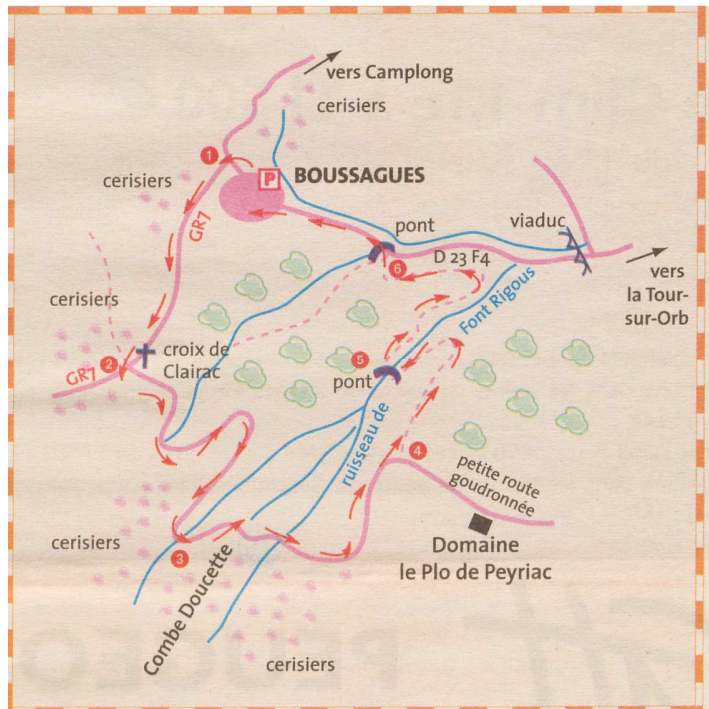 vers Camplong
cerisiers
1
P
BOUSSAGUES
cerisiers
GR7
pont
viaduc
D 23 F4
6
vers
la Tour-
sur-Orb
cerisiers
croix de
Clairac
2
GR7
Font Rigous
5
pont
ruisseau de
4
petite route
goudronnée
cerisiers
3
Domaine
le Plo de Peyriac
Combe Doucette
cerisiers